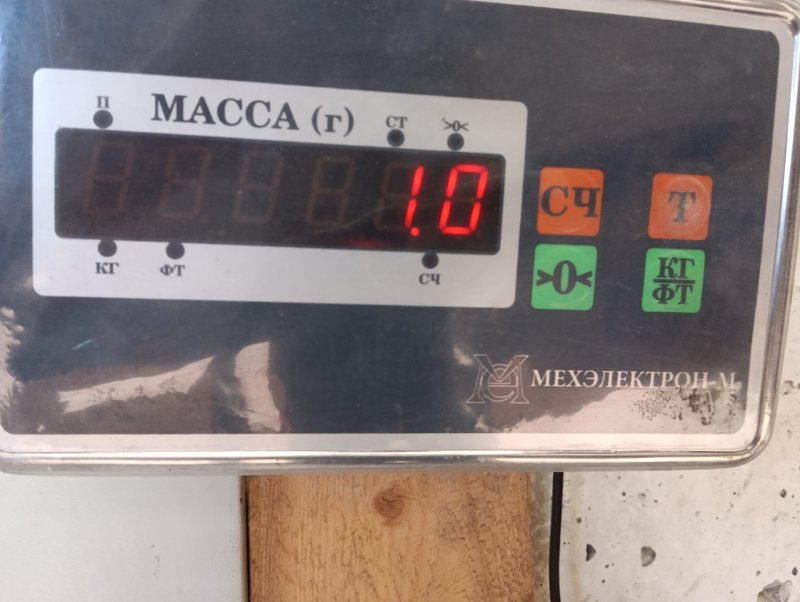 П
МАССА (г)
СТ
>0<
1.0
КГ
ФТ
СЧ
СЧ
Т
>0<
КГ
ФТ
МЕХЭЛЕКТРОН-М